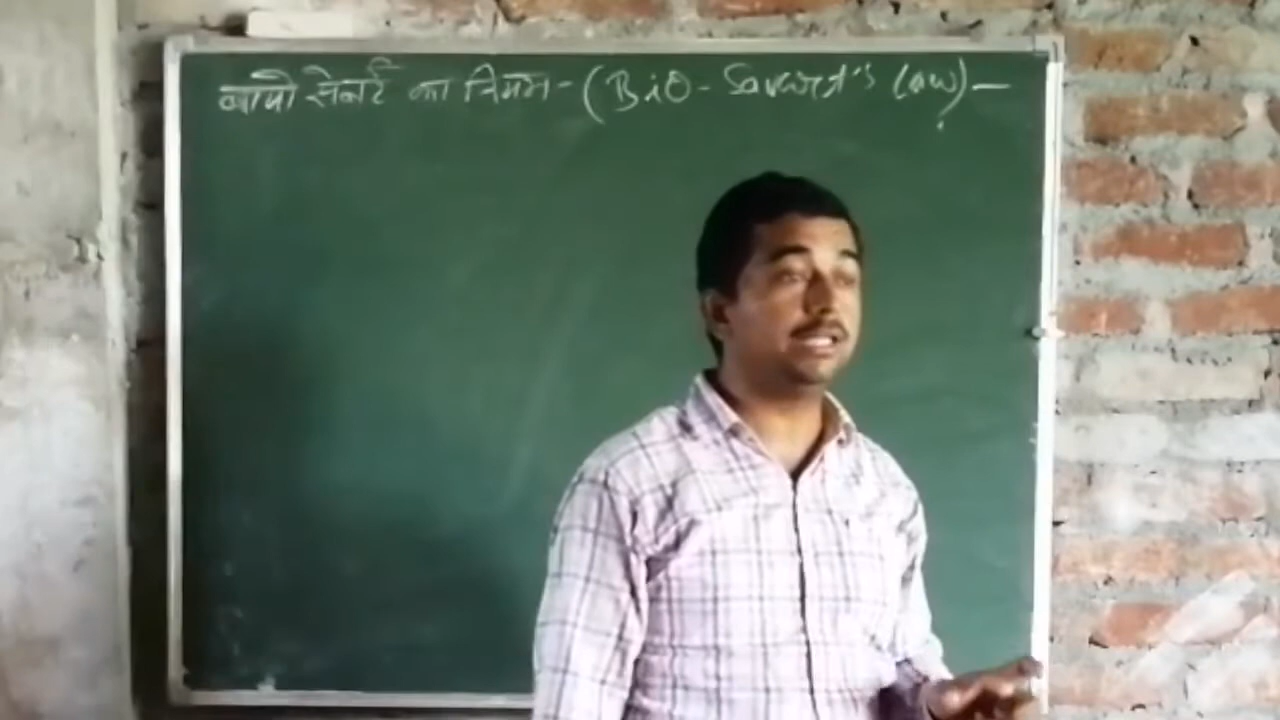 बायो सेवर्ट का नियम - (Bio - Savart's Law) —